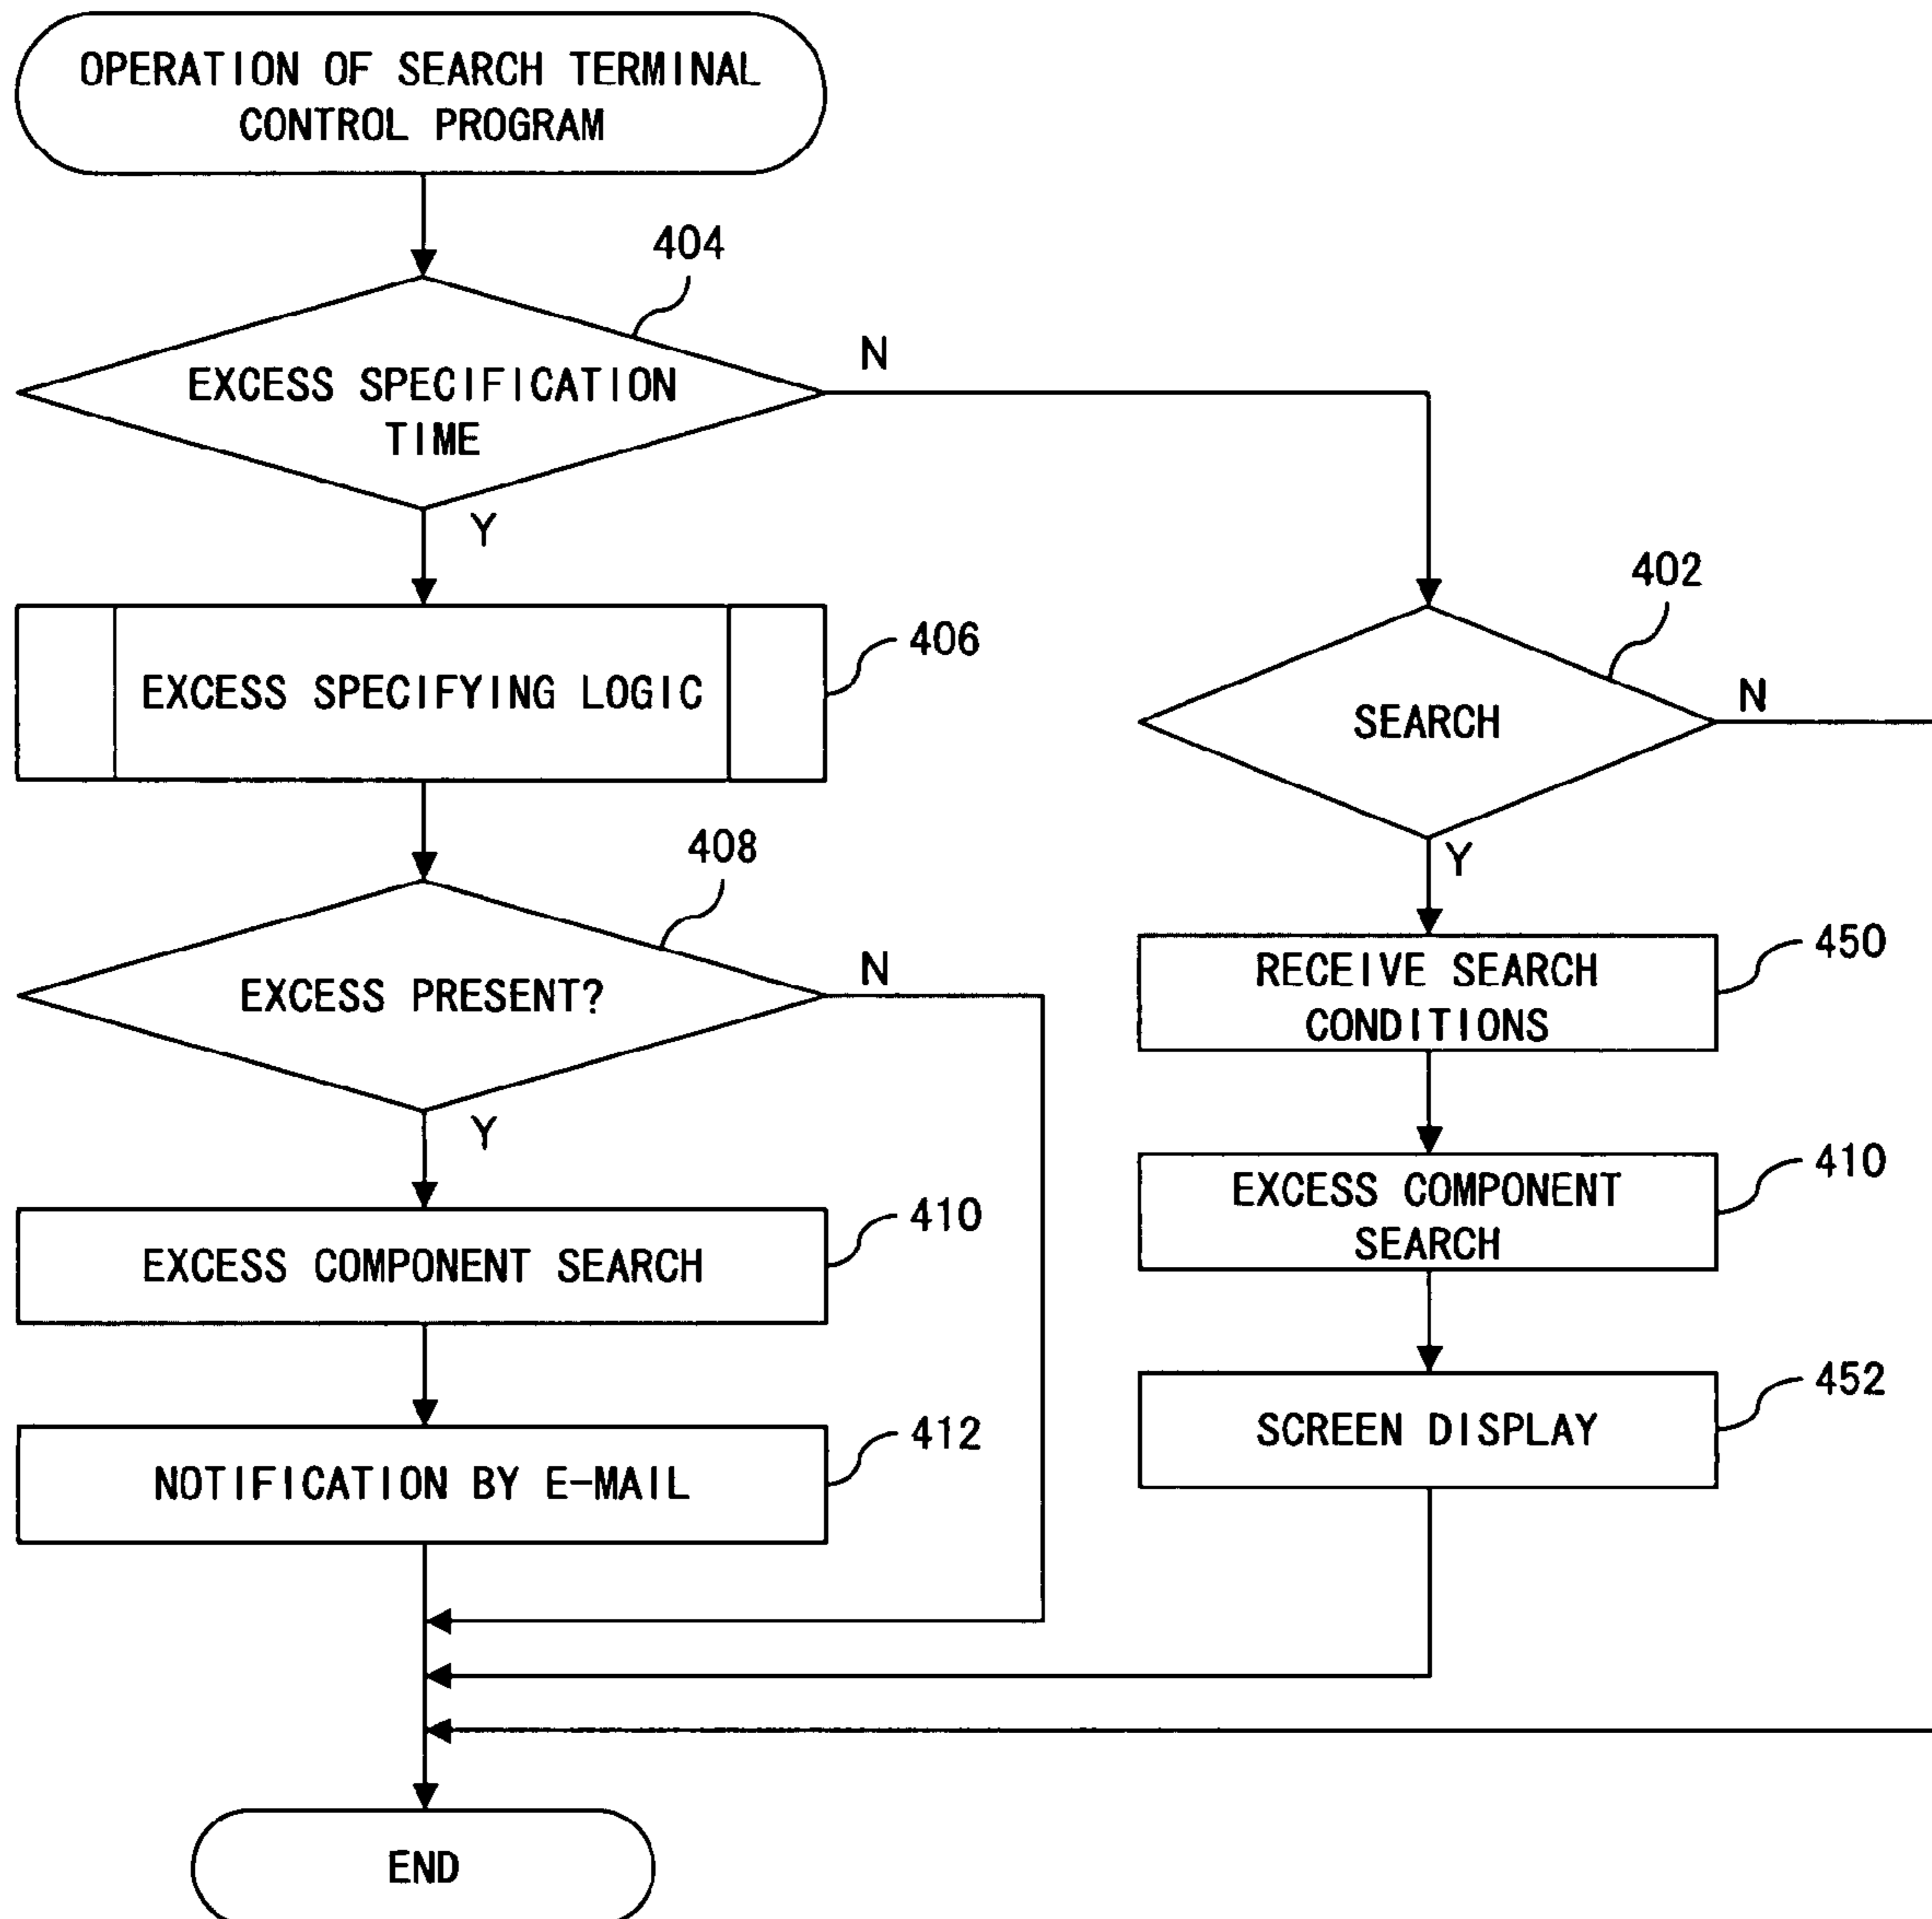 OPERATION OF SEARCH TERMINAL
CONTROL PROGRAM
404
EXCESS SPECIFICATION
TIME
N
Y
406
EXCESS SPECIFYING LOGIC
408
EXCESS PRESENT?
N
Y
410
EXCESS COMPONENT SEARCH
412
NOTIFICATION BY E-MAIL
END
402
SEARCH
N
Y
450
RECEIVE SEARCH
CONDITIONS
410
EXCESS COMPONENT
SEARCH
452
SCREEN DISPLAY